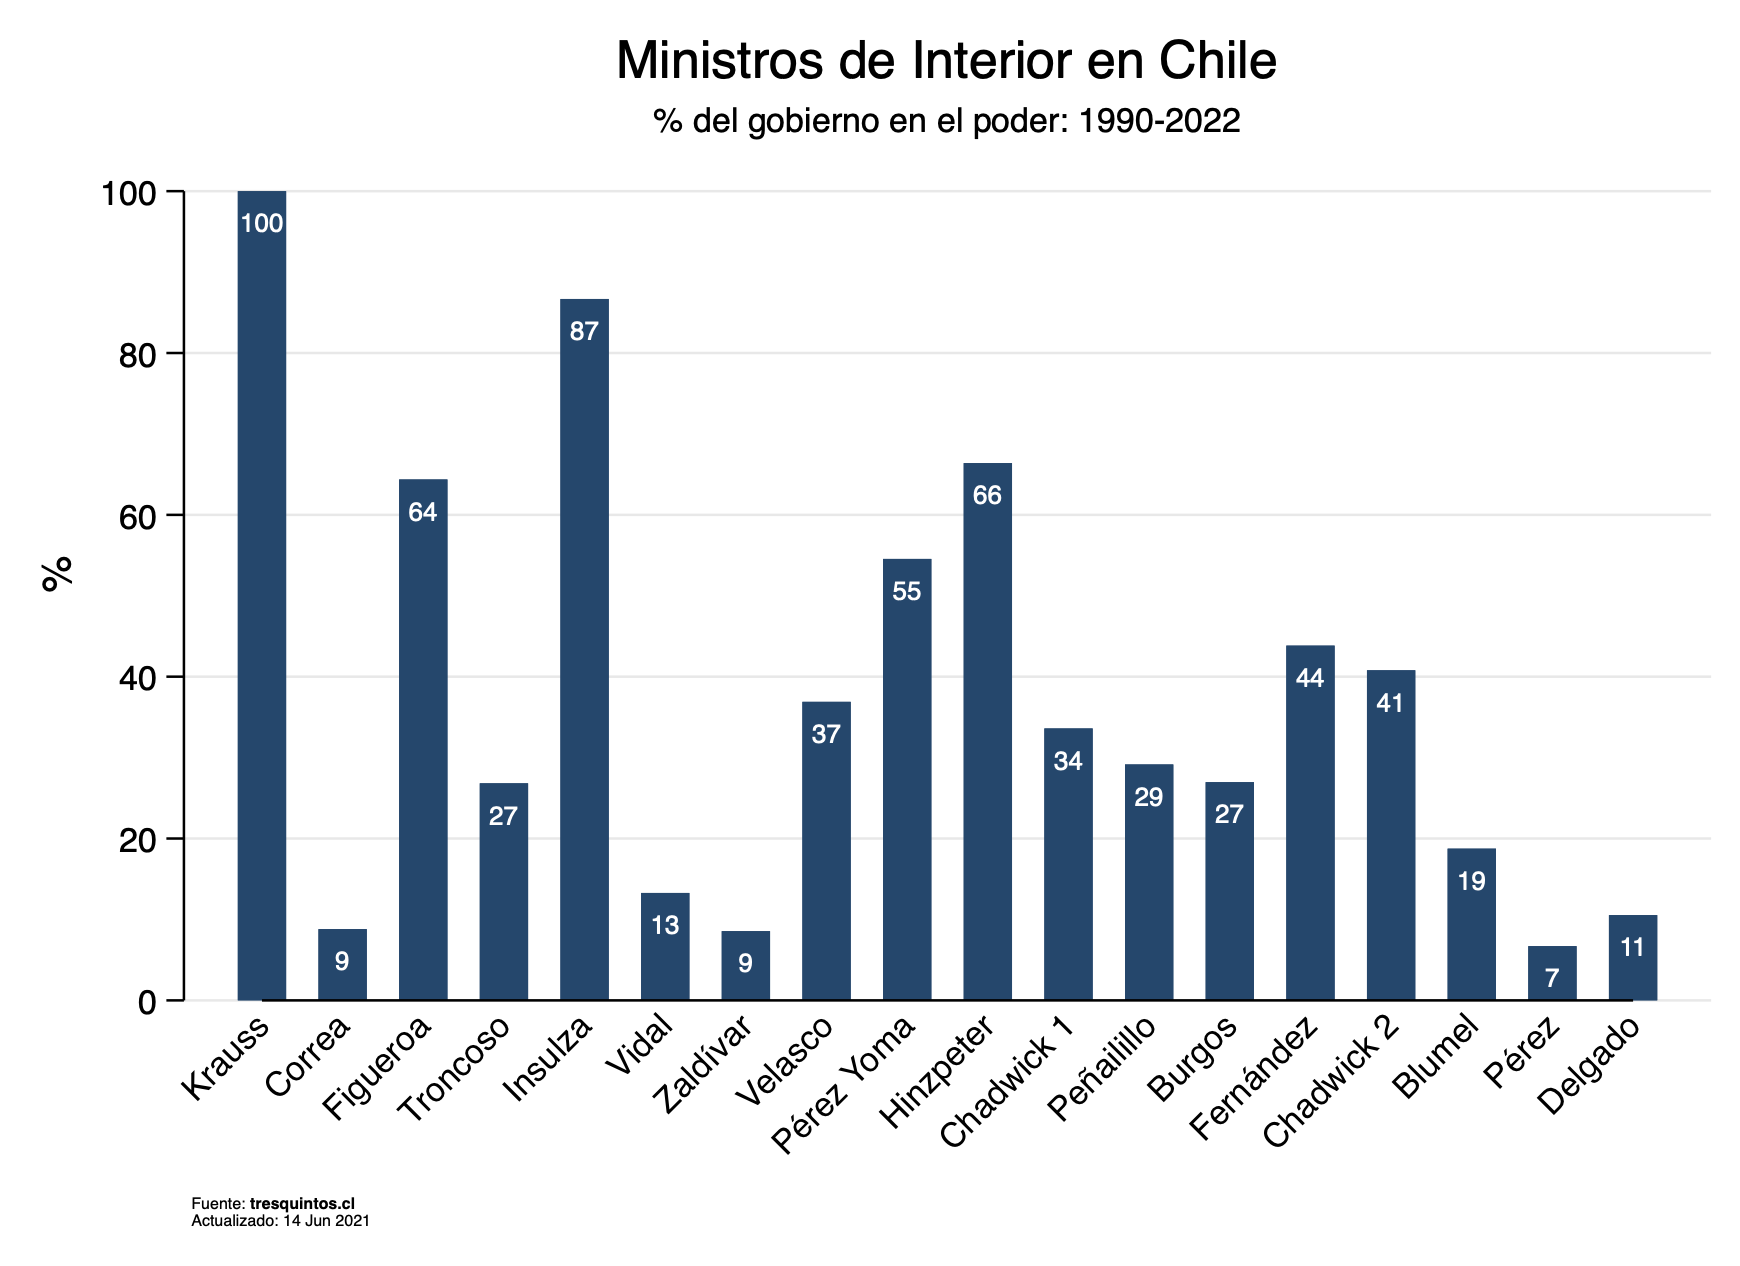 Ministros de Interior en Chile
% del gobierno en el poder: 1990-2022
%
100
80
60
40
20
0
100
9
64
27
87
13
9
37
55
66
34
29
27
44
41
19
7
11
Krauss
Correa
Figueroa
Troncoso
Insulza
Vidal
Zaldívar
Velasco
Pérez Yoma
Hinzpeter
Chadwick 1
Peñailillo
Burgos
Fernández
Chadwick 2
Blumel
Pérez
Delgado
Fuente: tresquintos.cl
Actualizado: 14 Jun 2021